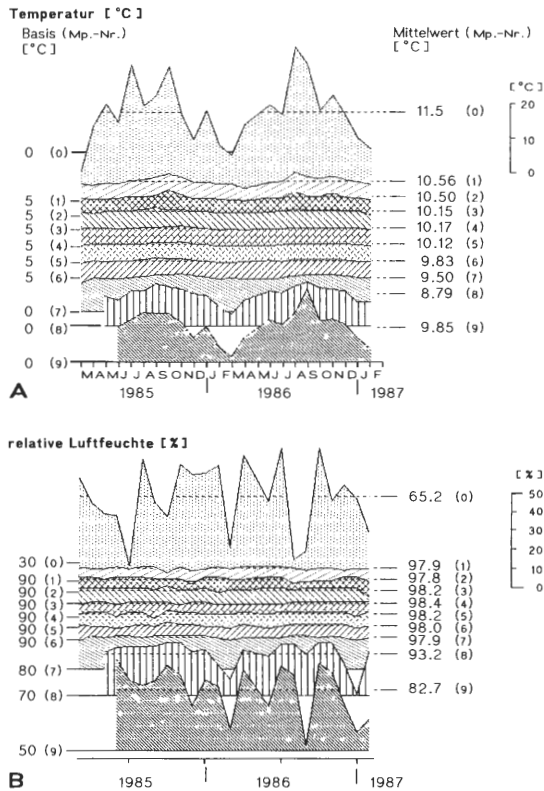 Temperatur [°C]
Basis (Mp.-Nr.)
[°C]
Mittelwert (Mp.-Nr.)
[°C]
[°C]
20
10
0
11.5 (0)
0 (0)
10.56 (1)
5 (1) 10.50 (2)
5 (2) 10.15 (3)
5 (3) 10.17 (4)
5 (4) 10.12 (5)
5 (5) 9.83 (6)
5 (6) 9.50 (7)
8.79 (8)
0 (7)
0 (8) 9.85 (9)
0 (9)
M A M J J A S O N D J F M A M J J A S O N D J F
A 1985 1986 1987
relative Luftfeuchte [%]
[%]
50
40
30
20
10
0
65.2 (0)
30 (0) 97.9 (1)
90 (1) 97.8 (2)
90 (2) 98.2 (3)
90 (3) 98.4 (4)
90 (4) 98.2 (5)
90 (5) 98.0 (6)
90 (6) 97.9 (7)
93.2 (8)
80 (7)
70 (8) 82.7 (9)
50 (9)
B 1985 1986 1987